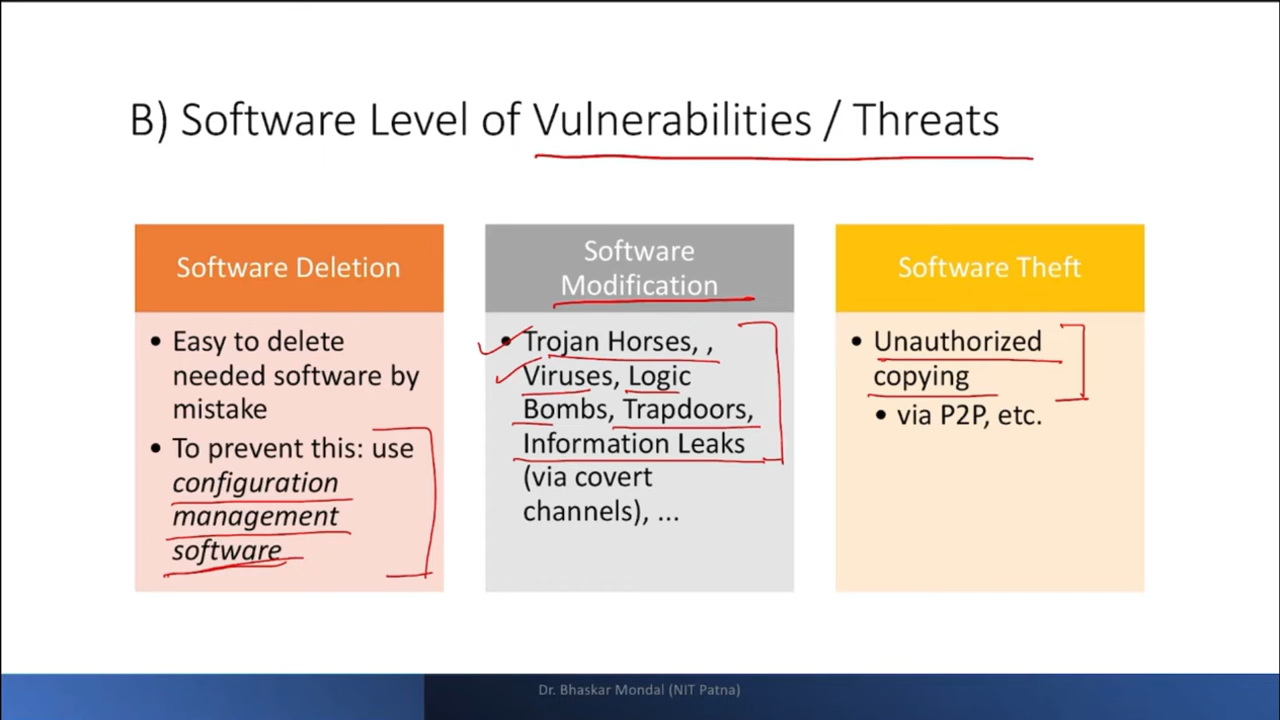 B) Software Level of Vulnerabilities / Threats
Software Deletion
• Easy to delete
needed software by
mistake
• To prevent this: use
configuration
management
software
Software
Modification
• Trojan Horses, ,
Viruses, Logic
Bombs, Trapdoors,
Information Leaks
(via covert
channels), ...
Software Theft
• Unauthorized
copying
• via P2P, etc.
Dr. Bhaskar Mondal (NIT Patna)